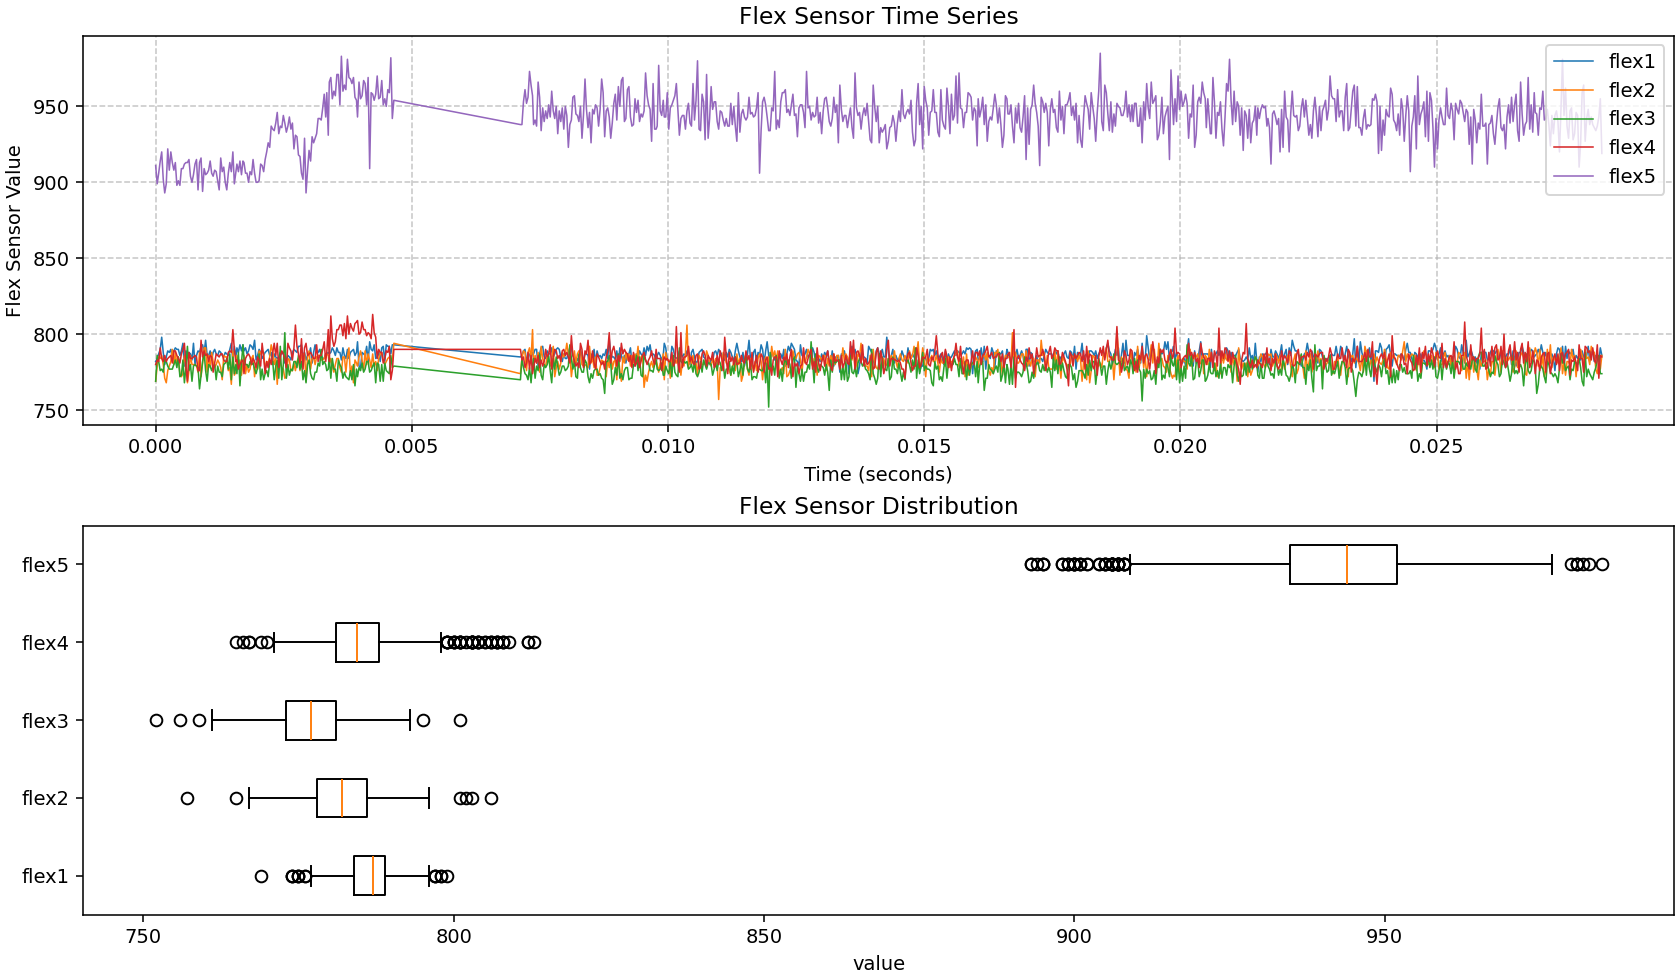 Flex Sensor Time Series
Flex Sensor Value
950
900
850
800
750
flex1
flex2
flex3
flex4
flex5
0.000 0.005 0.010 0.015 0.020 0.025
Time (seconds)
Flex Sensor Distribution
flex5
flex4
flex3
flex2
flex1
750 800 850 900 950
value